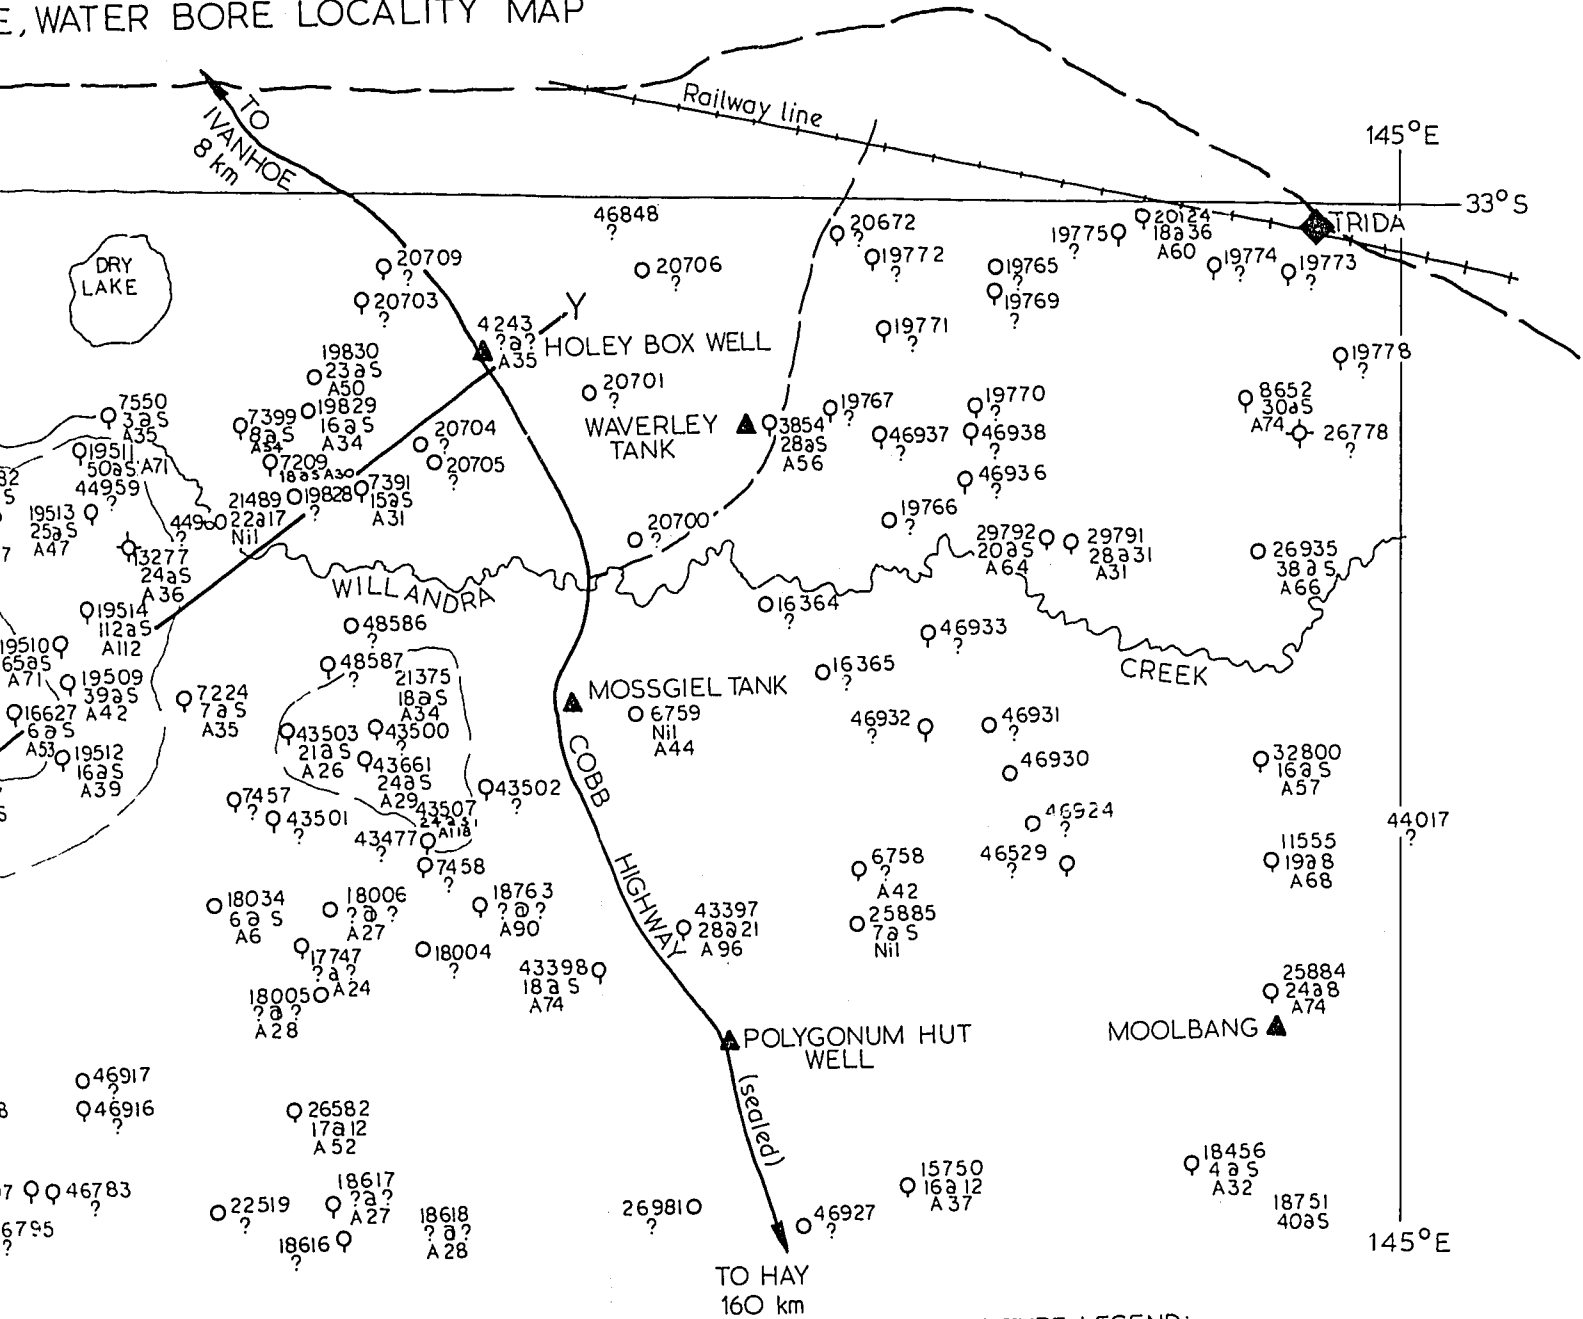 E, WATER BORE LOCALITY MAP
TO
IVANHOE
8 km
Railway line
145°E
33°S
TRIDA
46848
?
20672
?
19772
?
19775
?
20124
18a36
A60
19774
?
19773
?
20709
?
20706
?
19765
?
19769
?
DRY
LAKE
20703
?
Y
4243
?a?
A35
HOLEY BOX WELL
19771
?
19778
?
19830
23aS
A50
20701
?
19829
16aS
A34
7550
3aS
A35
7399
8aS
A54
20704
?
20705
?
WAVERLEY
TANK
3854
28aS
A56
19767
?
46937
?
19770
?
46938
?
8652
30aS
A74
26778
?
19511
50aS A71
7209
18aS A30
44959
?
19513
25aS
A47
44960
?
21489
22a17
Nil
19828
?
7391
15aS
A31
46936
?
19766
?
20700
?
29792
20aS
A64
29791
28a31
A31
26935
38aS
A66
13277
24aS
A36
WILLANDRA
CREEK
19514
112aS
A112
48586
?
16364
?
46933
?
19510
65aS
A71
48587
?
19509
39aS
A42
7224
7aS
A35
21375
18aS
A34
16365
?
MOSSGIEL TANK
6759
Nil
A44
46932
?
46931
?
16627
6aS
A53
43503
21aS
A26
43500
?
19512
16aS
A39
43661
24aS
A29
46930
32800
16aS
A57
COBB
HIGHWAY
7457
?
43501
?
43502
?
43507
A118
43477
?
46924
?
44017
?
7458
?
6758
?
A42
46529
?
11555
19a8
A68
18034
6aS
A6
18006
?a?
A27
18763
?a?
A90
43397
28a21
A96
25885
7aS
Nil
17747
?a?
A24
18004
?
43398
18aS
A74
18005
?a?
A28
25884
24a8
A74
POLYGONUM HUT
WELL
MOOLBANG
(sealed)
46917
?
46916
?
26582
17a12
A52
46783
?
6795
?
22519
?
18617
?a?
A27
18616
?
18618
?a?
A28
26981
?
46927
?
15750
16a12
A37
18456
4aS
A32
18751
40aS
145°E
TO HAY
160 km